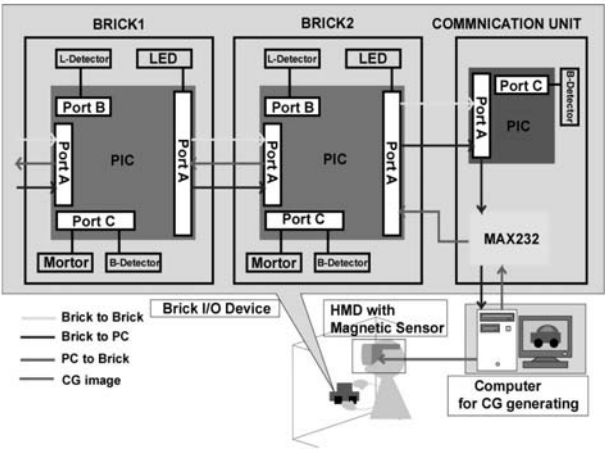 BRICK1
BRICK2
COMMNICATION UNIT
L-Detector
LED
Port B
Port A
PIC
Port A
Port C
Mortor
B-Detector
L-Detector
LED
Port B
Port A
PIC
Port A
Port C
Mortor
B-Detector
Port C
B-Detector
Port A
PIC
MAX232
Brick I/O Device
HMD with
Magnetic Sensor
Brick to Brick
Brick to PC
PC to Brick
CG image
Computer
for CG generating